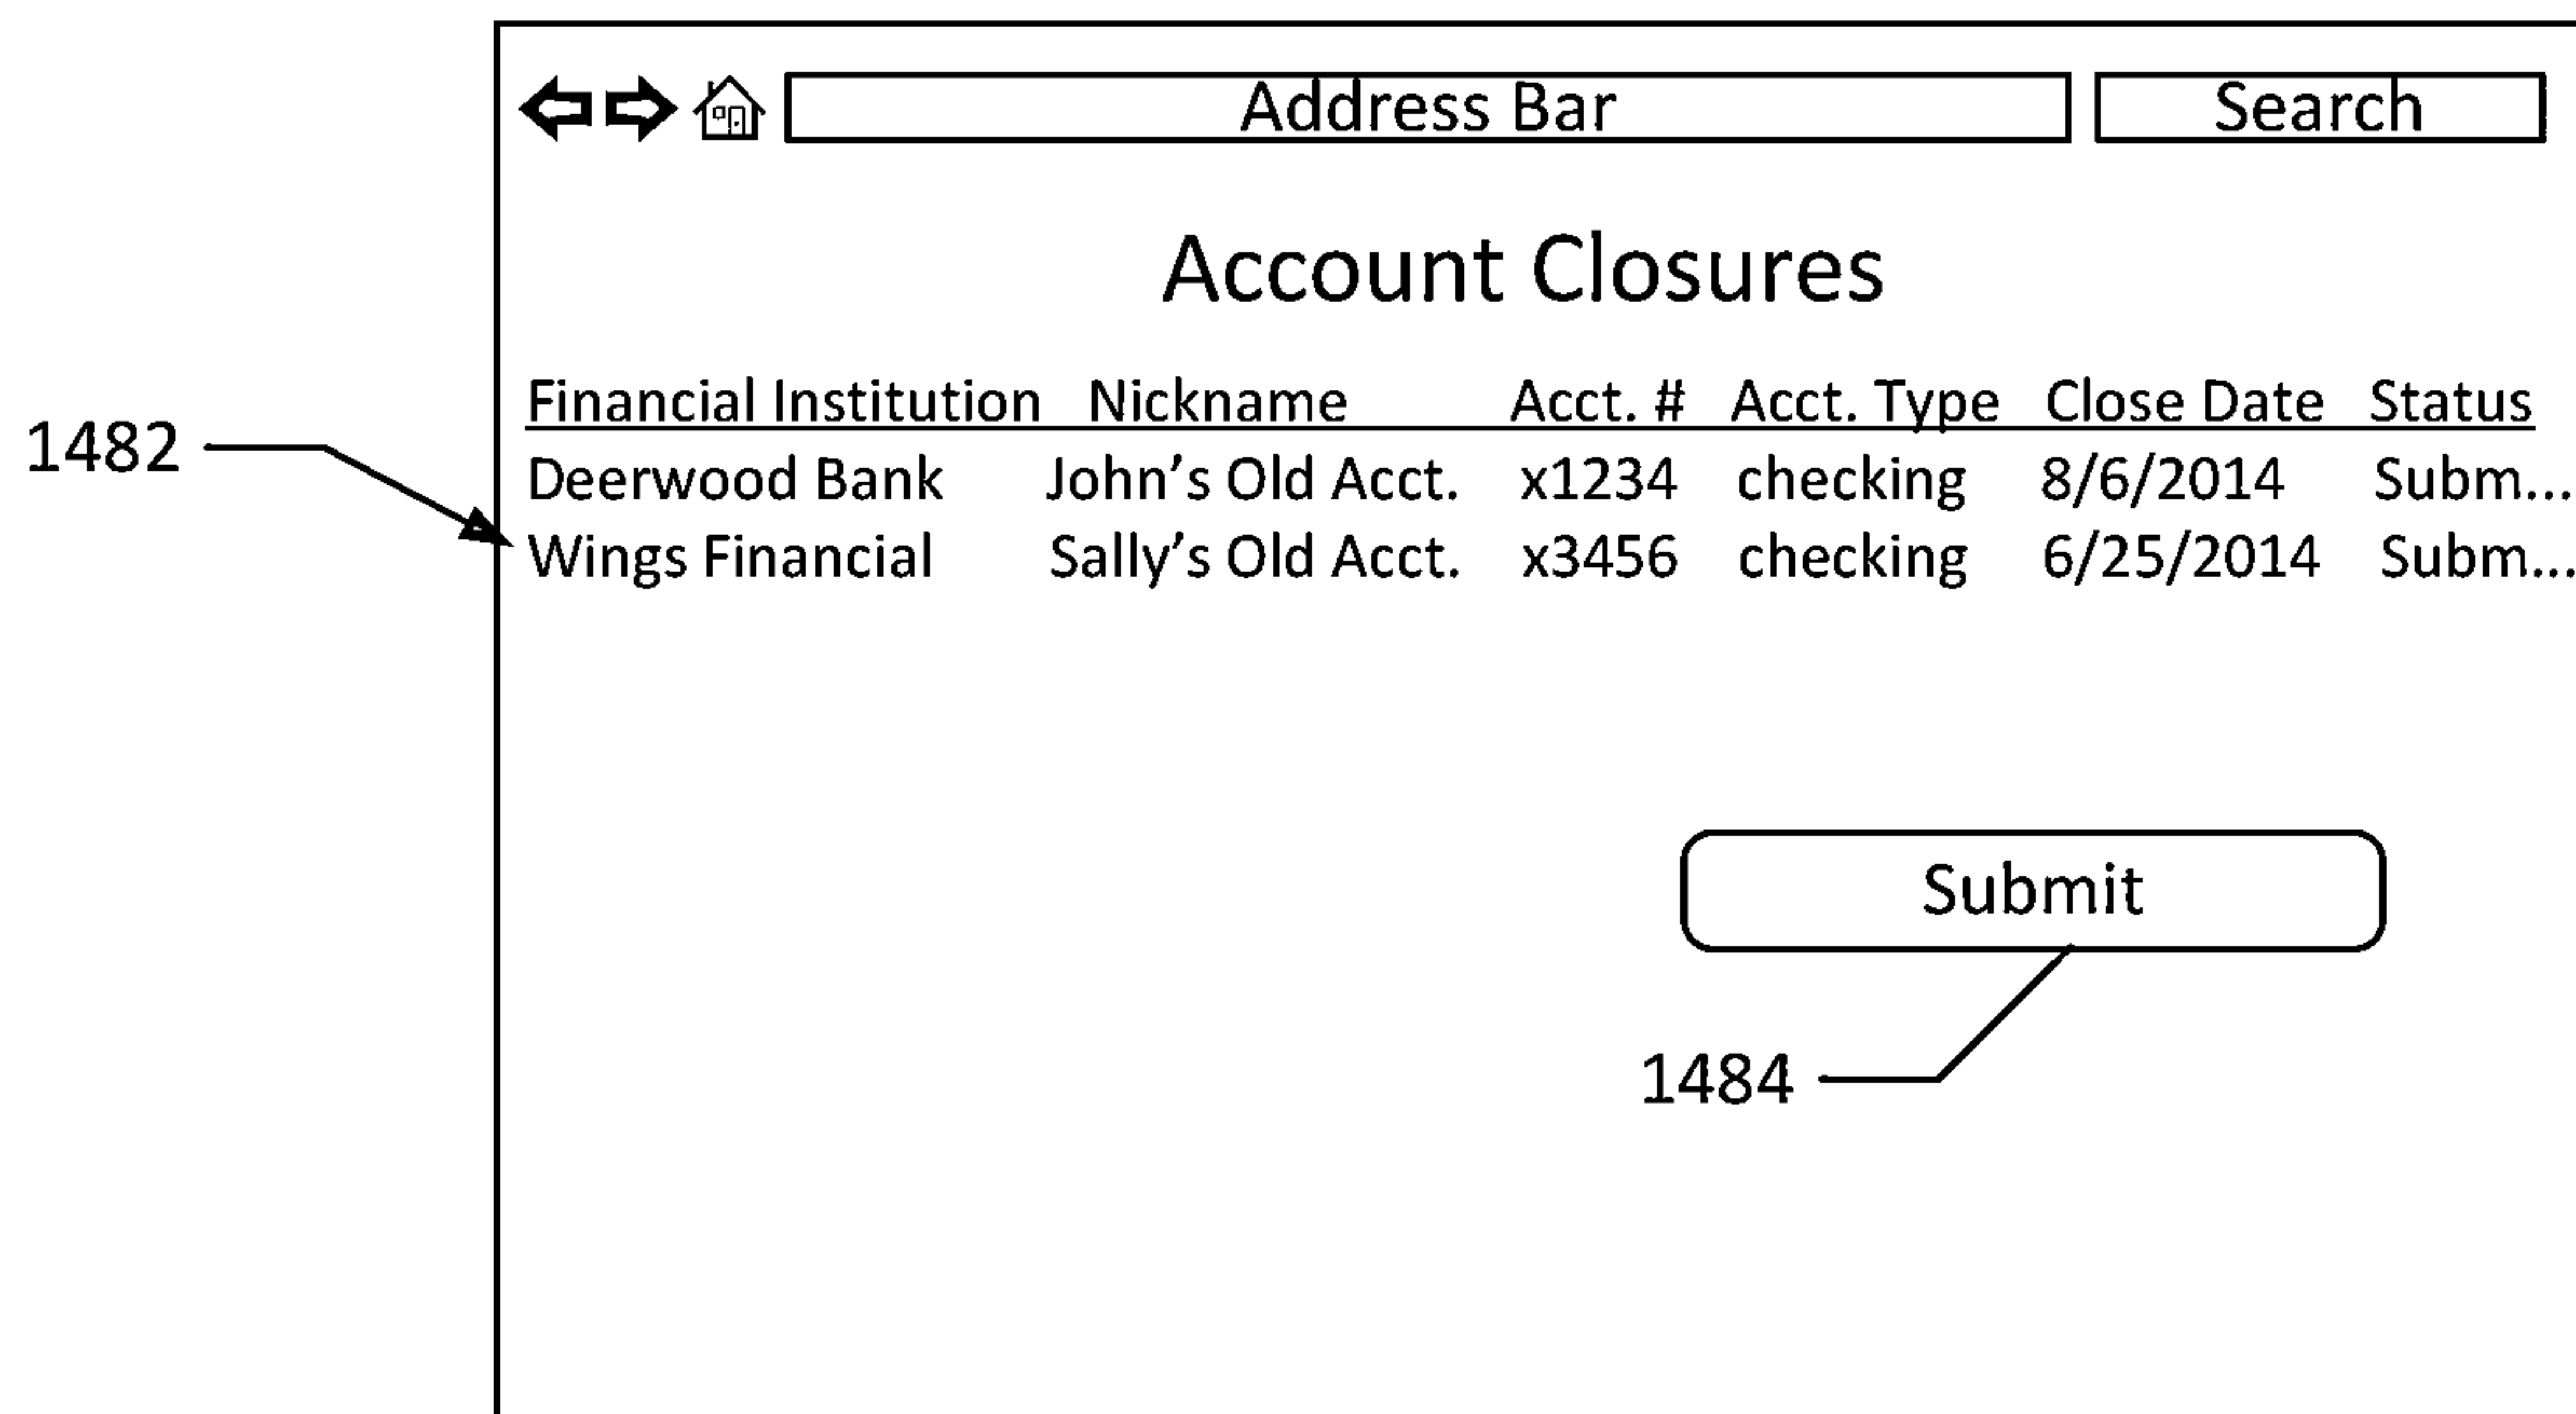 Address Bar Search
Account Closures
Financial Institution Nickname Acct. # Acct. Type Close Date Status
1482
Deerwood Bank John’s Old Acct. x1234 checking 8/6/2014 Subm...
Wings Financial Sally’s Old Acct. x3456 checking 6/25/2014 Subm...
Submit
1484